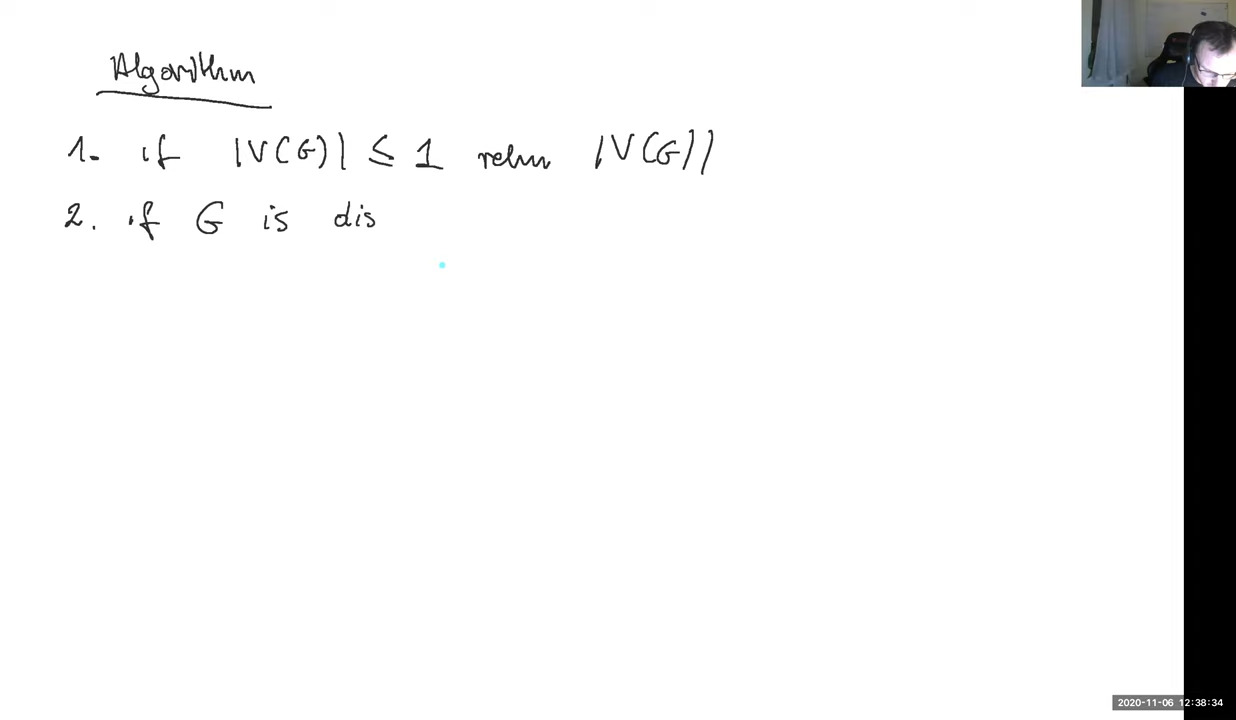 Algorithm
1. if |V(G)| ≤ 1 return |V(G)|
2. if G is dis
2020-11-06 12:38:34